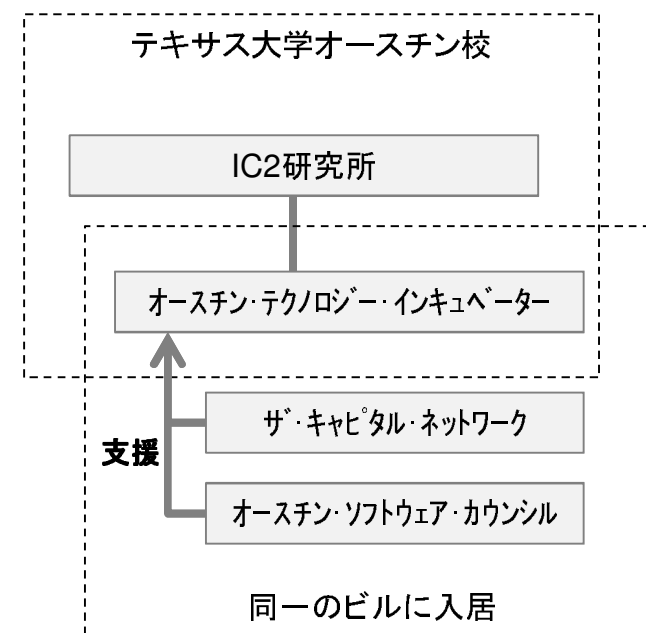 テキサス大学オースチン校
IC2研究所
ｵｰｽﾁﾝ･ﾃｸﾉﾛｼﾞｰ･ｲﾝｷｭﾍﾞｰﾀｰ
ｻﾞ･ｷｬﾋﾟﾀﾙ･ﾈｯﾄﾜｰｸ
支援
ｵｰｽﾁﾝ･ｿﾌﾄｳｪｱ･ｶｳﾝｼﾙ
同一のビルに入居